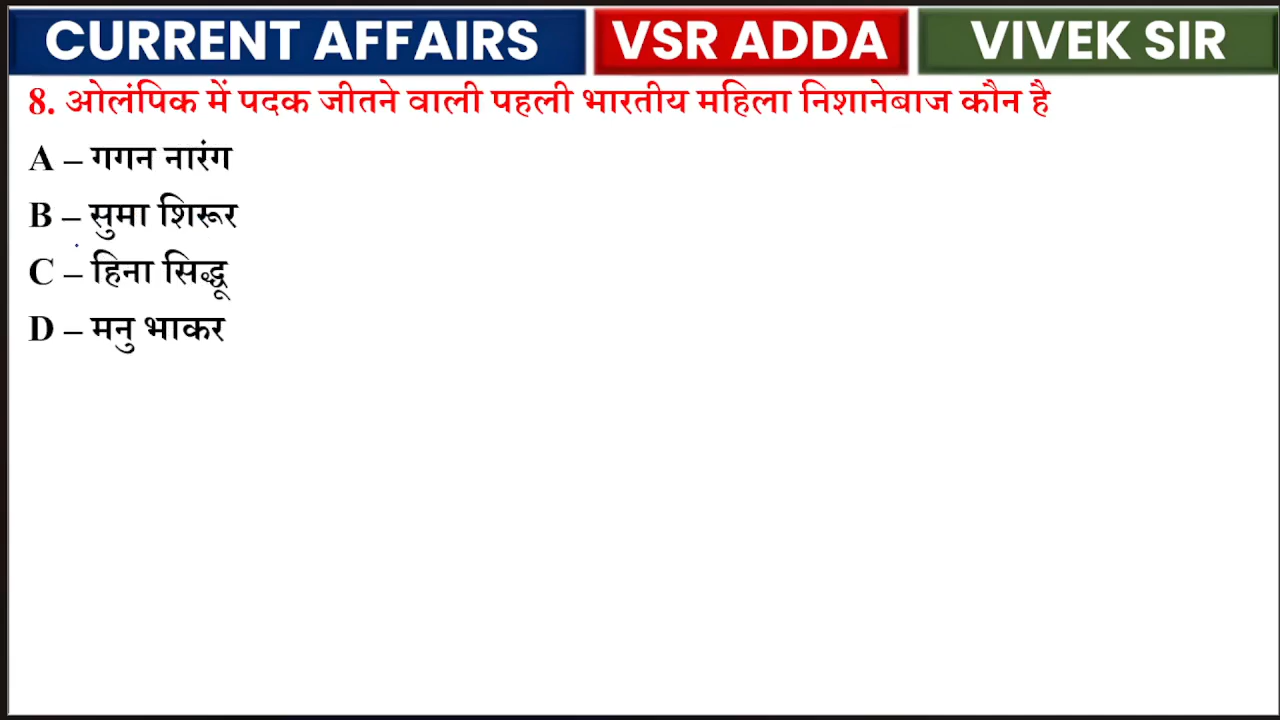 CURRENT AFFAIRS VSR ADDA VIVEK SIR
8. ओलंपिक में पदक जीतने वाली पहली भारतीय महिला निशानेबाज कौन है
A – गगन नारंग
B – सुमा शिरूर
C – हिना सिद्धू
D – मनु भाकर